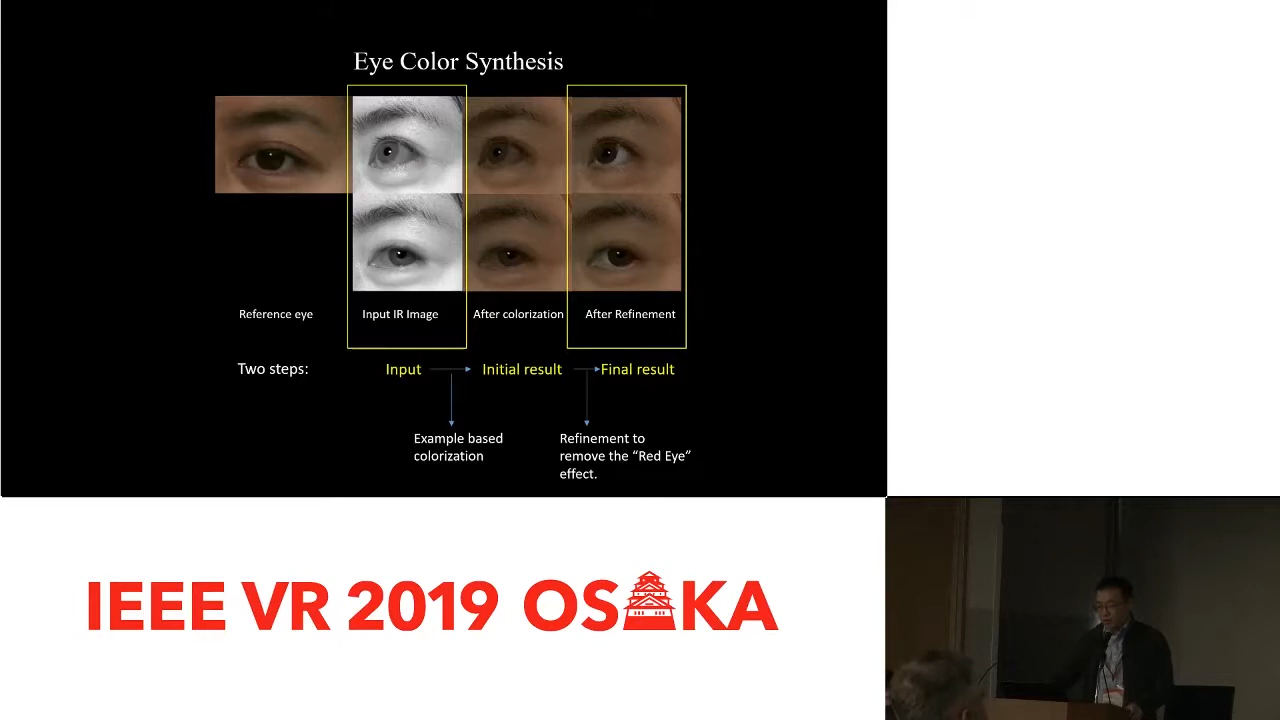 Eye Color Synthesis
Reference eye
Input IR Image
After colorization
After Refinement
Two steps:
Input
Initial result
Final result
Example based
colorization
Refinement to
remove the “Red Eye”
effect.
IEEE VR 2019 OSAKA